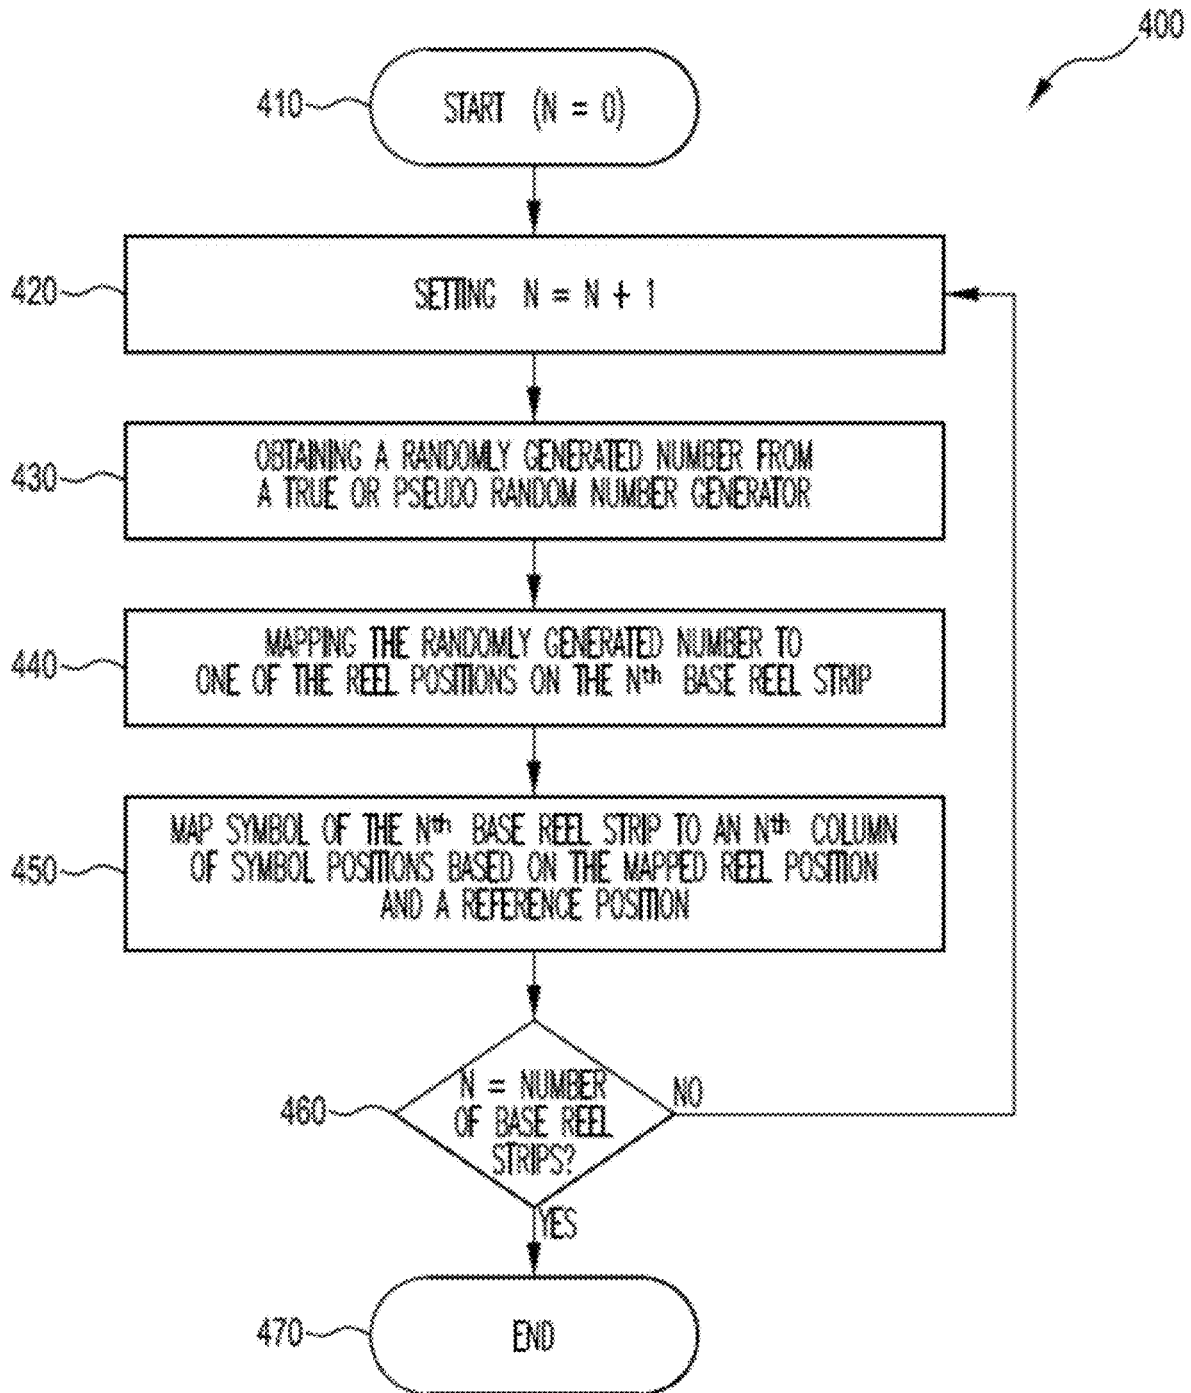 400
410
START (N = 0)
420
SETTING N = N + 1
430
OBTAINING A RANDOMLY GENERATED NUMBER FROM
A TRUE OR PSEUDO RANDOM NUMBER GENERATOR
440
MAPPING THE RANDOMLY GENERATED NUMBER TO
ONE OF THE REEL POSITIONS ON THE Nth BASE REEL STRIP
450
MAP SYMBOL OF THE Nth BASE REEL STRIP TO AN Nth COLUMN
OF SYMBOL POSITIONS BASED ON THE MAPPED REEL POSITION
AND A REFERENCE POSITION
460
N = NUMBER
OF BASE REEL
STRIPS?
NO
YES
470
END